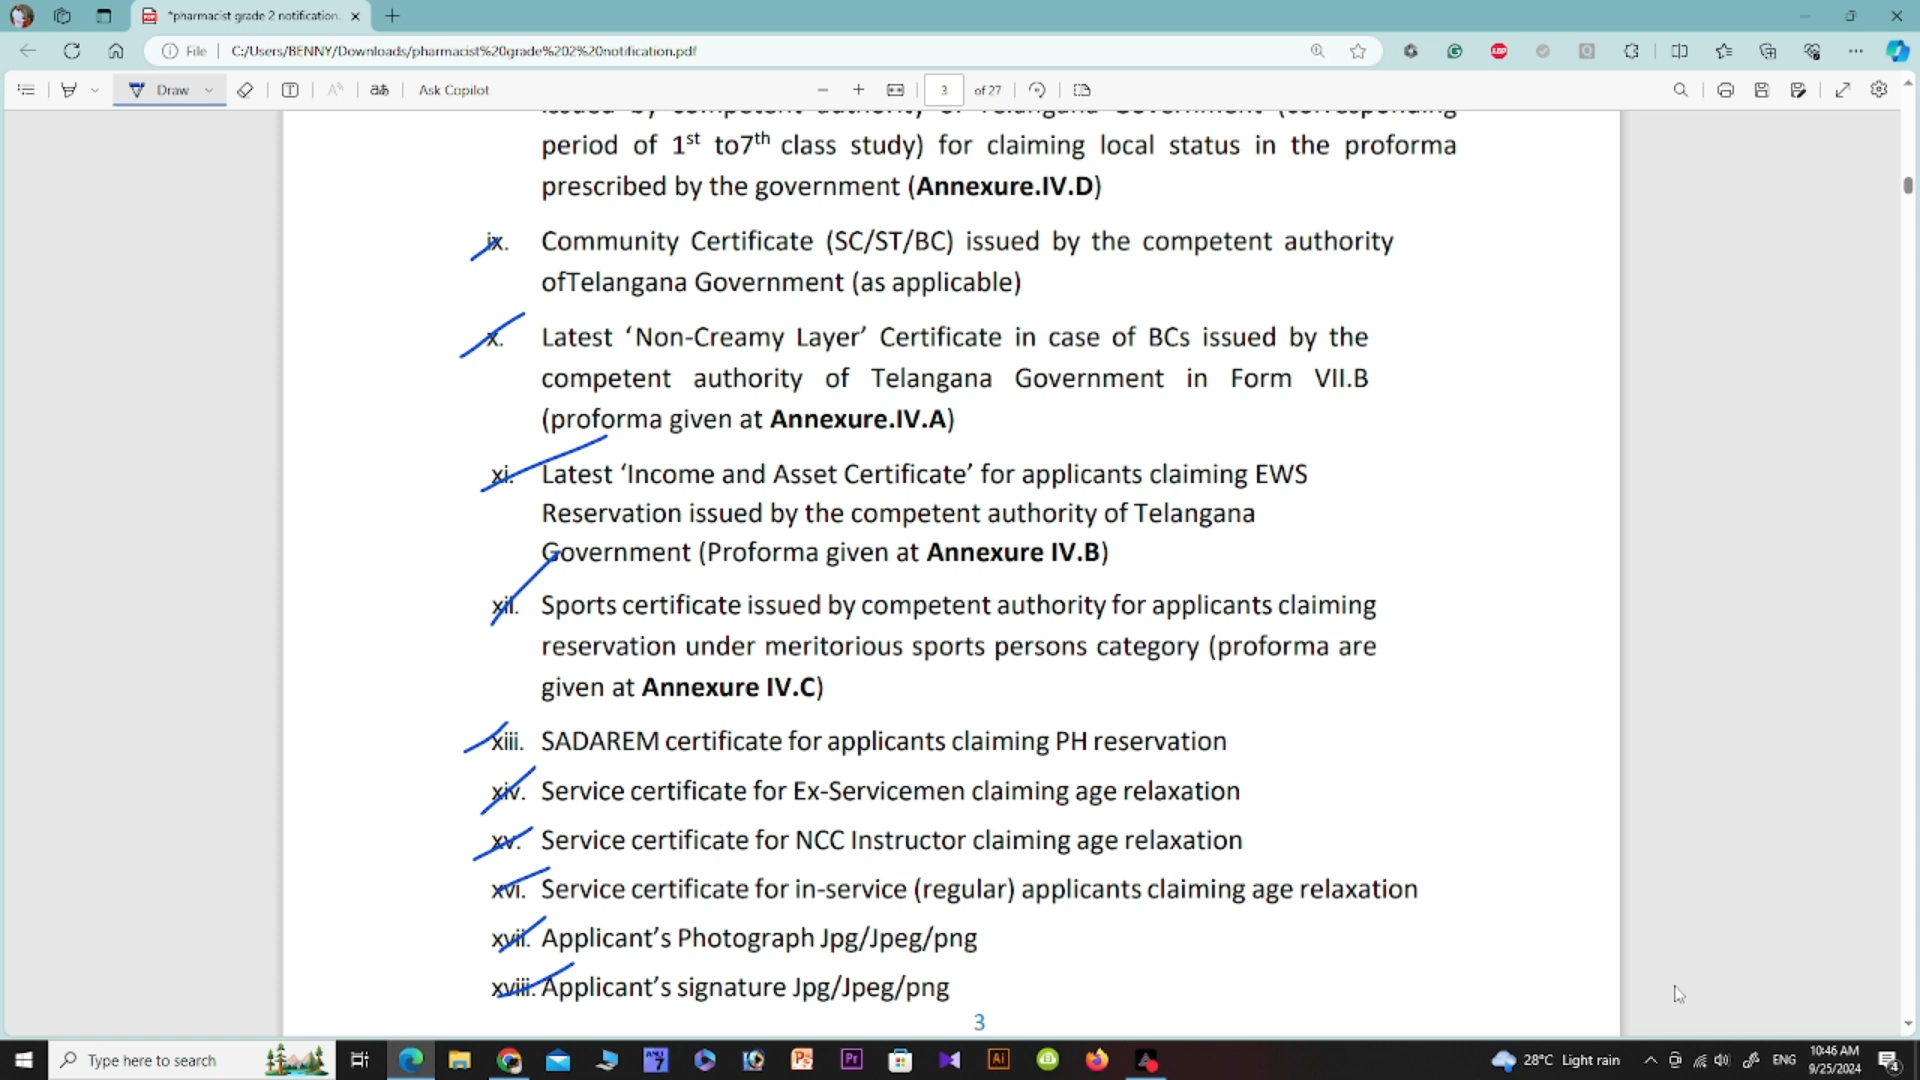 *pharmacist grade 2 notification.
File
C:/Users/BENNY/Downloads/pharmacist%20grade%202%20notification.pdf
Draw
Ask Copilot
3 of 27
issued by competent authority of Telangana Government (corresponding
period of 1st to7th class study) for claiming local status in the proforma
prescribed by the government (Annexure.IV.D)
ix. Community Certificate (SC/ST/BC) issued by the competent authority
ofTelangana Government (as applicable)
x. Latest ‘Non-Creamy Layer’ Certificate in case of BCs issued by the
competent authority of Telangana Government in Form VII.B
(proforma given at Annexure.IV.A)
xi. Latest ‘Income and Asset Certificate’ for applicants claiming EWS
Reservation issued by the competent authority of Telangana
Government (Proforma given at Annexure IV.B)
xii. Sports certificate issued by competent authority for applicants claiming
reservation under meritorious sports persons category (proforma are
given at Annexure IV.C)
xiii. SADAREM certificate for applicants claiming PH reservation
xiv. Service certificate for Ex-Servicemen claiming age relaxation
xv. Service certificate for NCC Instructor claiming age relaxation
xvi. Service certificate for in-service (regular) applicants claiming age relaxation
xvii. Applicant’s Photograph Jpg/Jpeg/png
xviii. Applicant’s signature Jpg/Jpeg/png
3
Type here to search
28°C Light rain
ENG
10:46 AM
9/25/2024